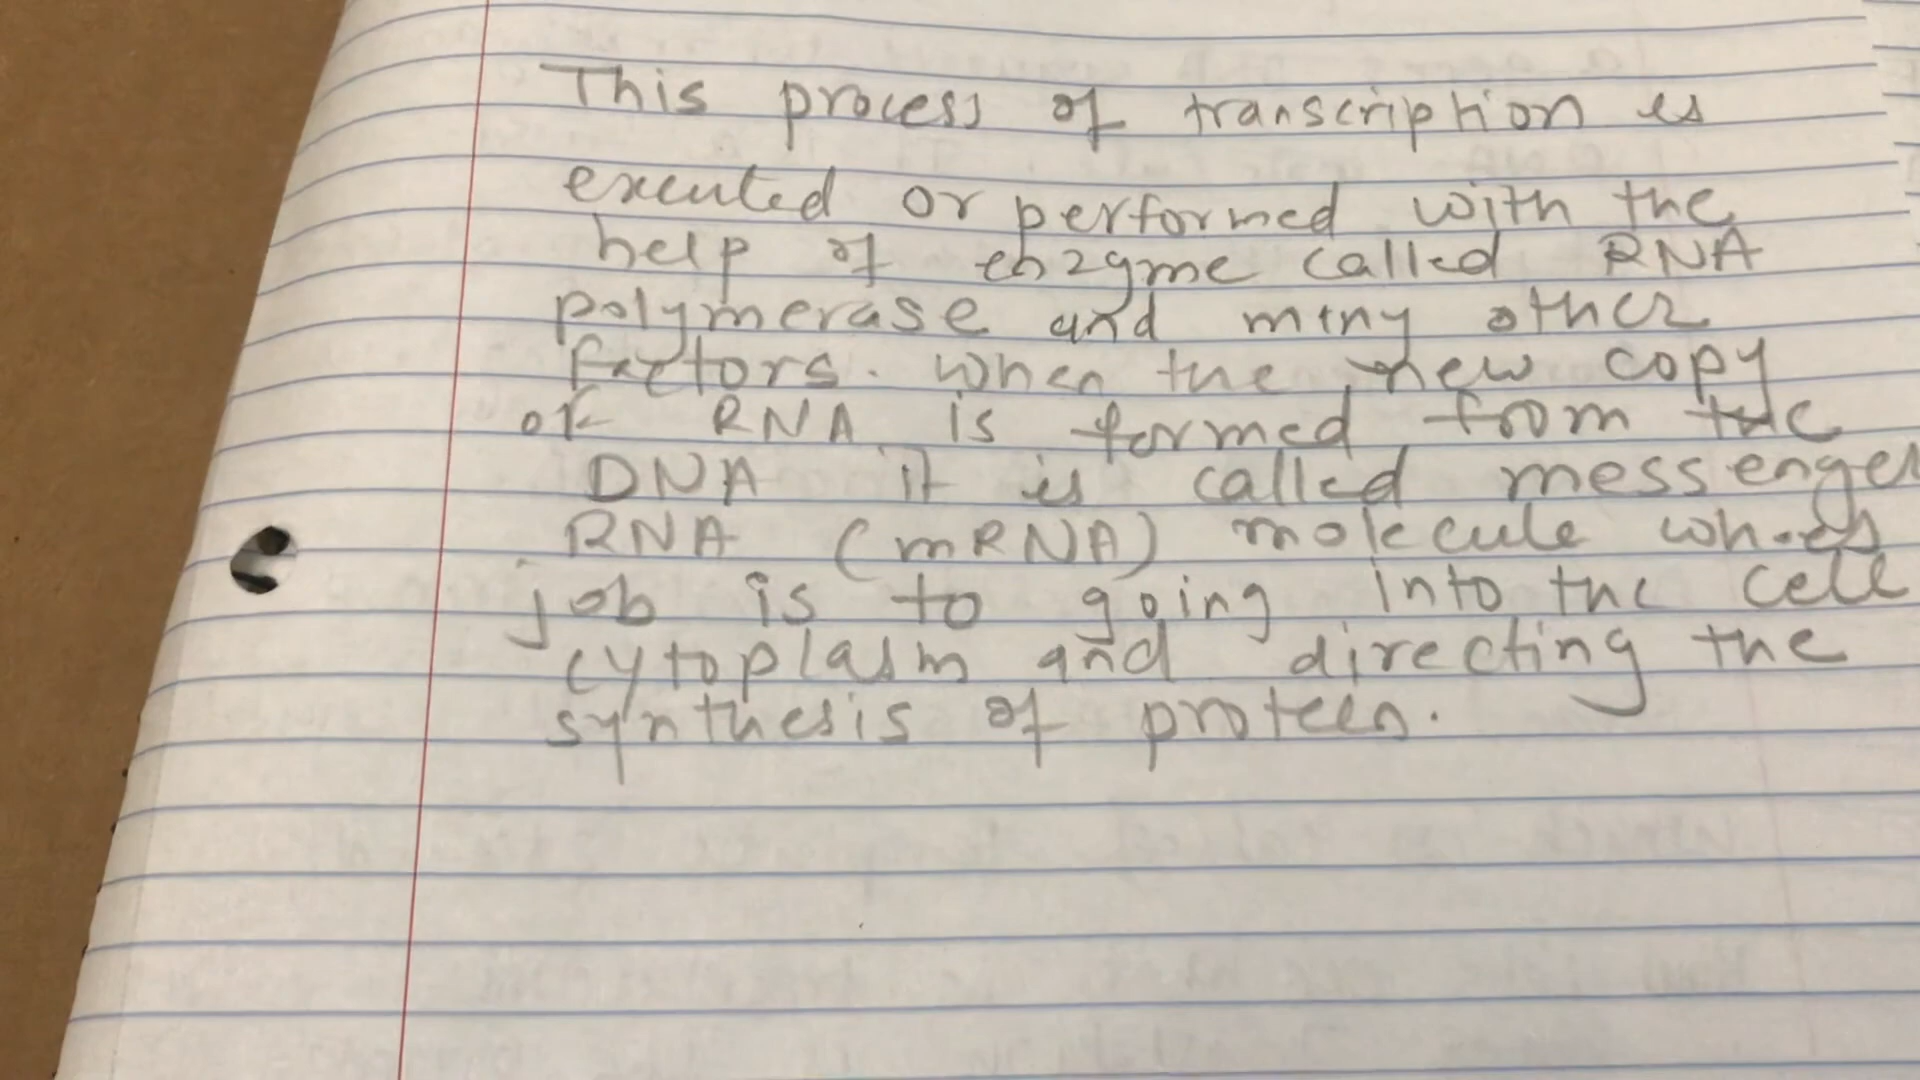 This process of transcription is
executed or performed with the
help of enzyme called RNA
polymerase and many other
factors. When the new copy
of RNA is formed from the
DNA it is called messenger
RNA (mRNA) molecule whoes
job is to going into the cell
cytoplasm and directing the
synthesis of protein.